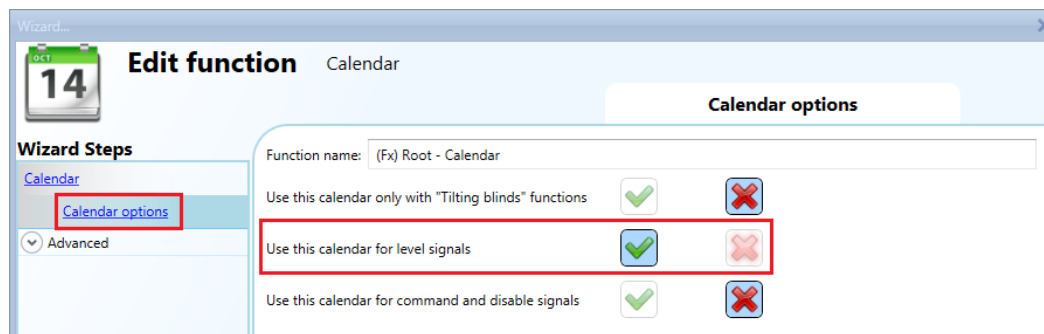 Wizard...
OCT
14
Edit function
Calendar
Calendar options
Wizard Steps
Calendar
Calendar options
Advanced
Function name:
(Fx) Root - Calendar
Use this calendar only with "Tilting blinds" functions
Use this calendar for level signals
Use this calendar for command and disable signals